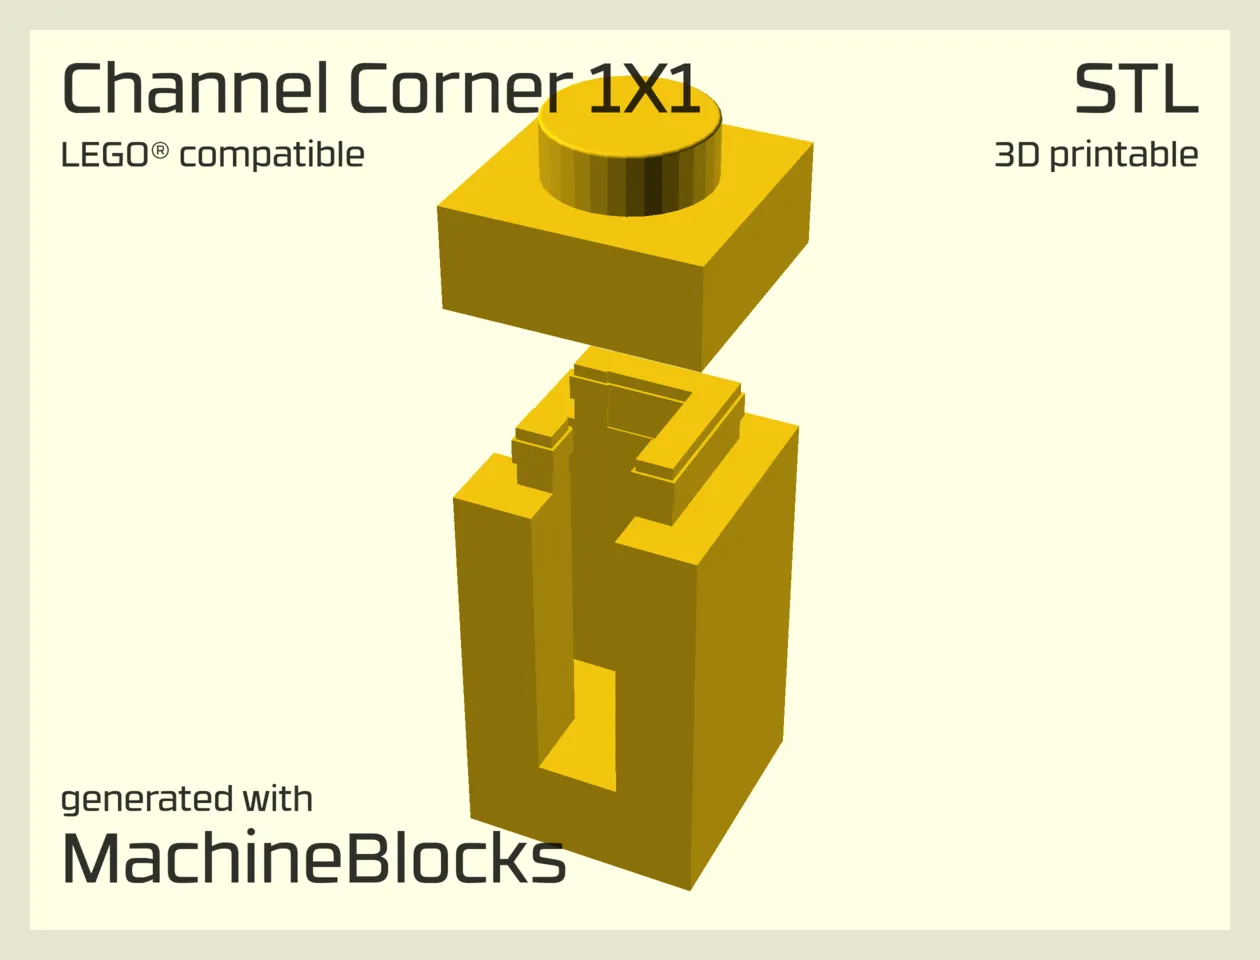 Channel Corner 1X1
LEGO® compatible
STL
3D printable
generated with
MachineBlocks